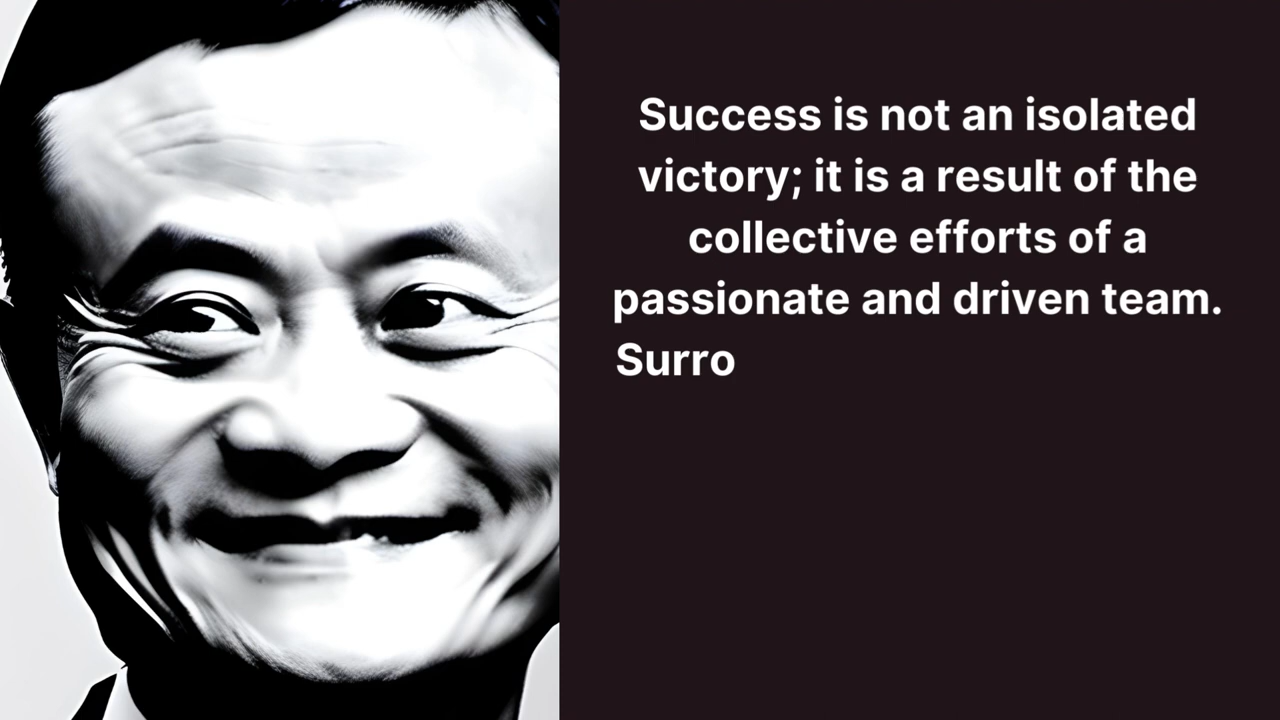 Success is not an isolated
victory; it is a result of the
collective efforts of a
passionate and driven team.
Surro